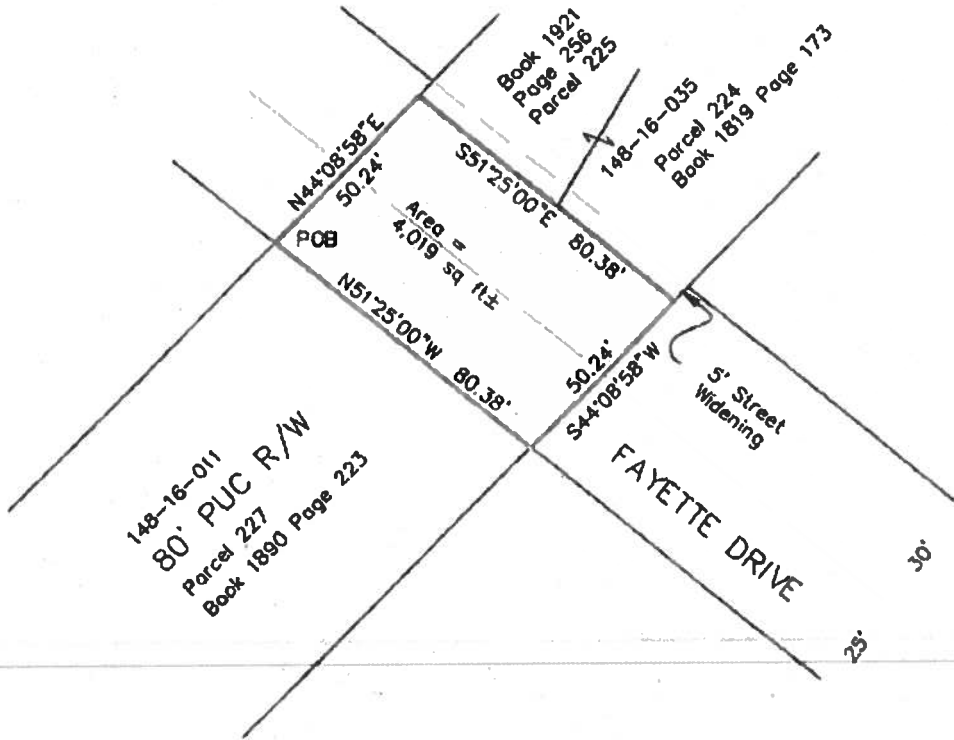 Book 1921
Page 256
Parcel 225
148-16-035
Parcel 224
Book 1819 Page 173
N44°08'58"E
50.24'
S51°25'00"E 80.38'
POB
Area =
4,019 sq ft±
N51°25'00"W 80.38'
50.24'
S44°08'58"W
5' Street
Widening
148-16-011
80' PUC R/W
Parcel 227
Book 1890 Page 223
FAYETTE DRIVE
30'
25'